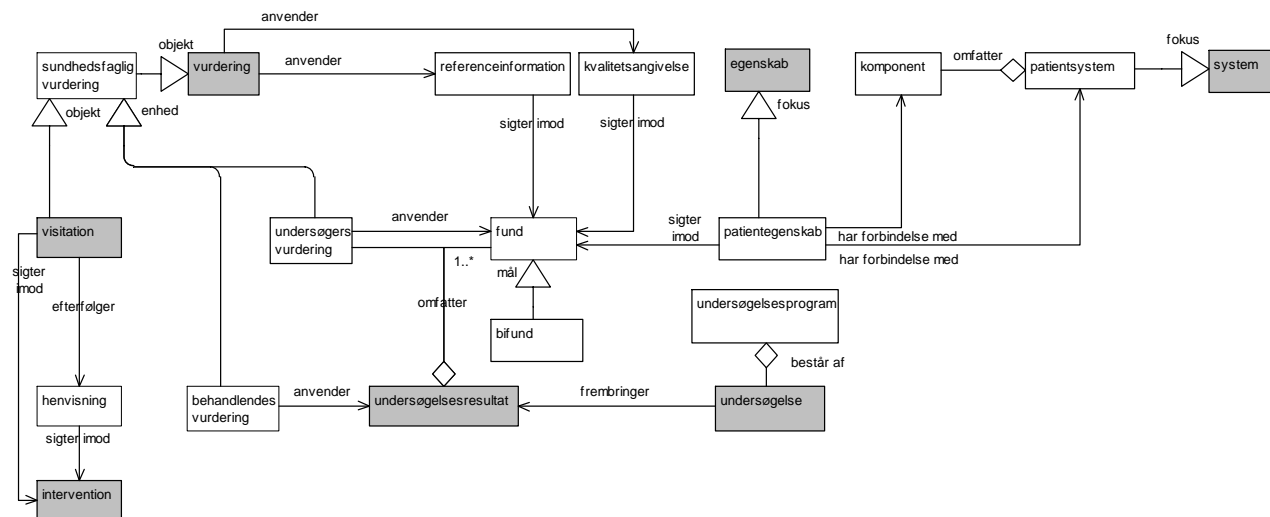 anvender
objekt
sundhedsfaglig
vurdering
vurdering
anvender
referenceinformation
kvalitetsangivelse
egenskab
komponent
omfatter
patientsystem
fokus
system
objekt
enhed
sigter imod
sigter imod
fokus
visitation
undersøgers
vurdering
anvender
fund
sigter
imod
patientegenskab
har forbindelse med
har forbindelse med
sigter
imod
1..*
mål
efterfølger
omfatter
bifund
undersøgelsesprogram
består af
henvisning
behandlendes
vurdering
anvender
undersøgelsesresultat
frembringer
undersøgelse
sigter imod
intervention